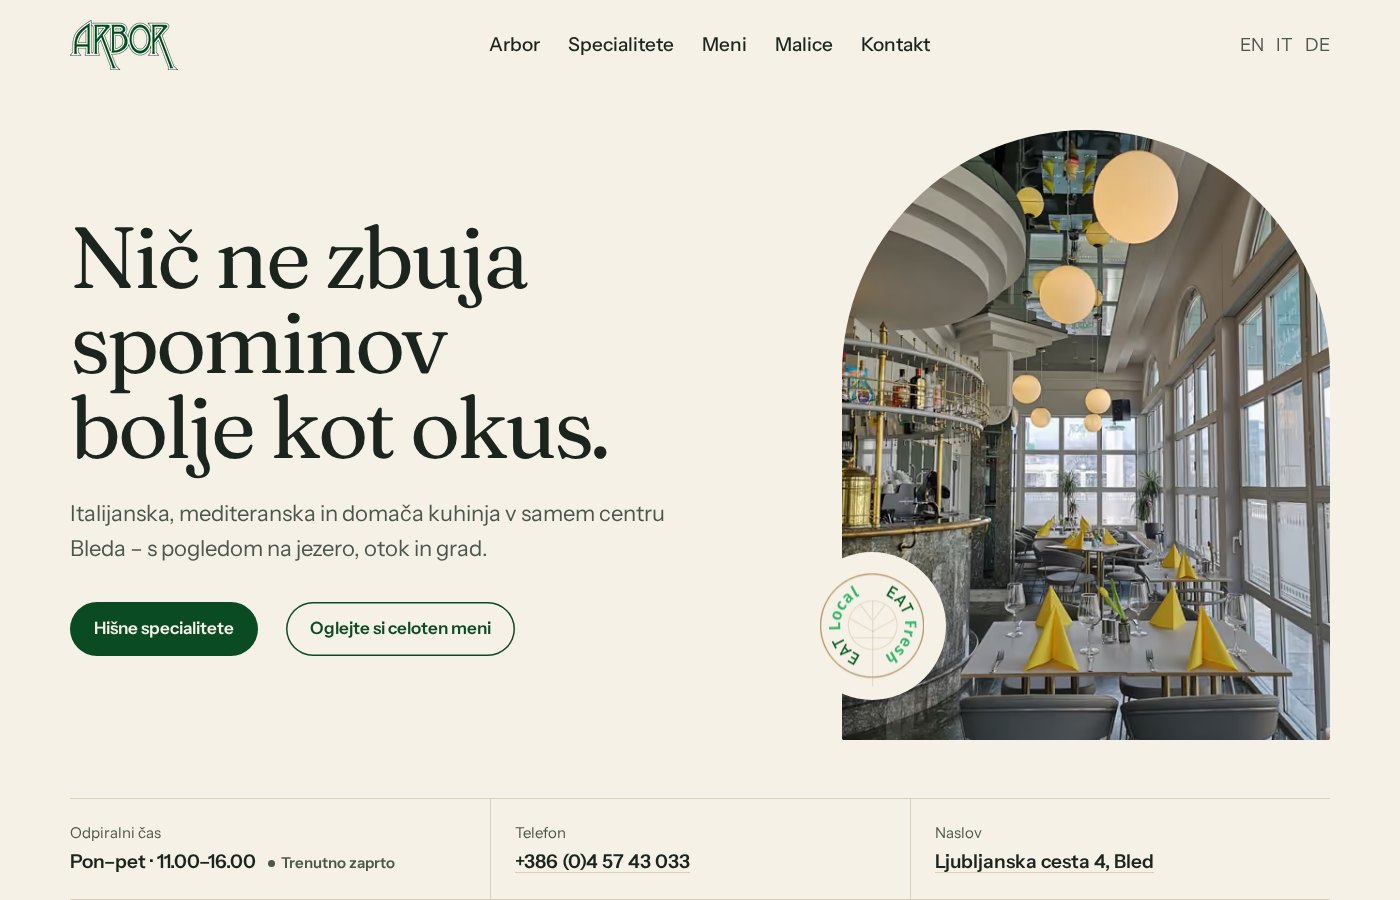 ARBOR
Arbor Specialitete Meni Malice Kontakt
EN IT DE
Nič ne zbuja
spominov
bolje kot okus.
Italijanska, mediteranska in domača kuhinja v samem centru
Bleda – s pogledom na jezero, otok in grad.
Hišne specialitete
Oglejte si celoten meni
EAT Local
EAT Fresh
Odpiralni čas
Pon–pet · 11.00–16.00 Trenutno zaprto
Telefon
+386 (0)4 57 43 033
Naslov
Ljubljanska cesta 4, Bled